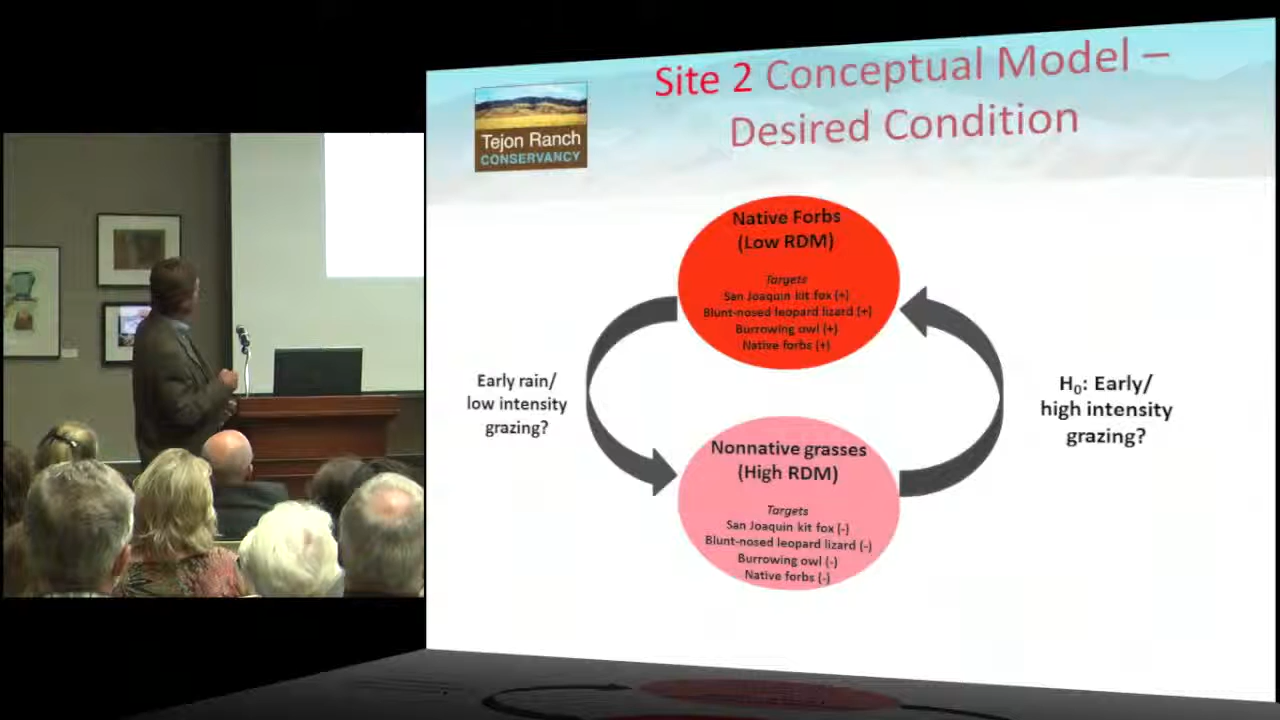 Site 2 Conceptual Model –
Desired Condition
Tejon Ranch
CONSERVANCY
Native Forbs
(Low RDM)
Targets
San Joaquin kit fox (+)
Blunt-nosed leopard lizard (+)
Burrowing owl (+)
Native forbs (+)
Early rain/
low intensity
grazing?
H₀: Early/
high intensity
grazing?
Nonnative grasses
(High RDM)
Targets
San Joaquin kit fox (-)
Blunt-nosed leopard lizard (-)
Burrowing owl (-)
Native forbs (-)